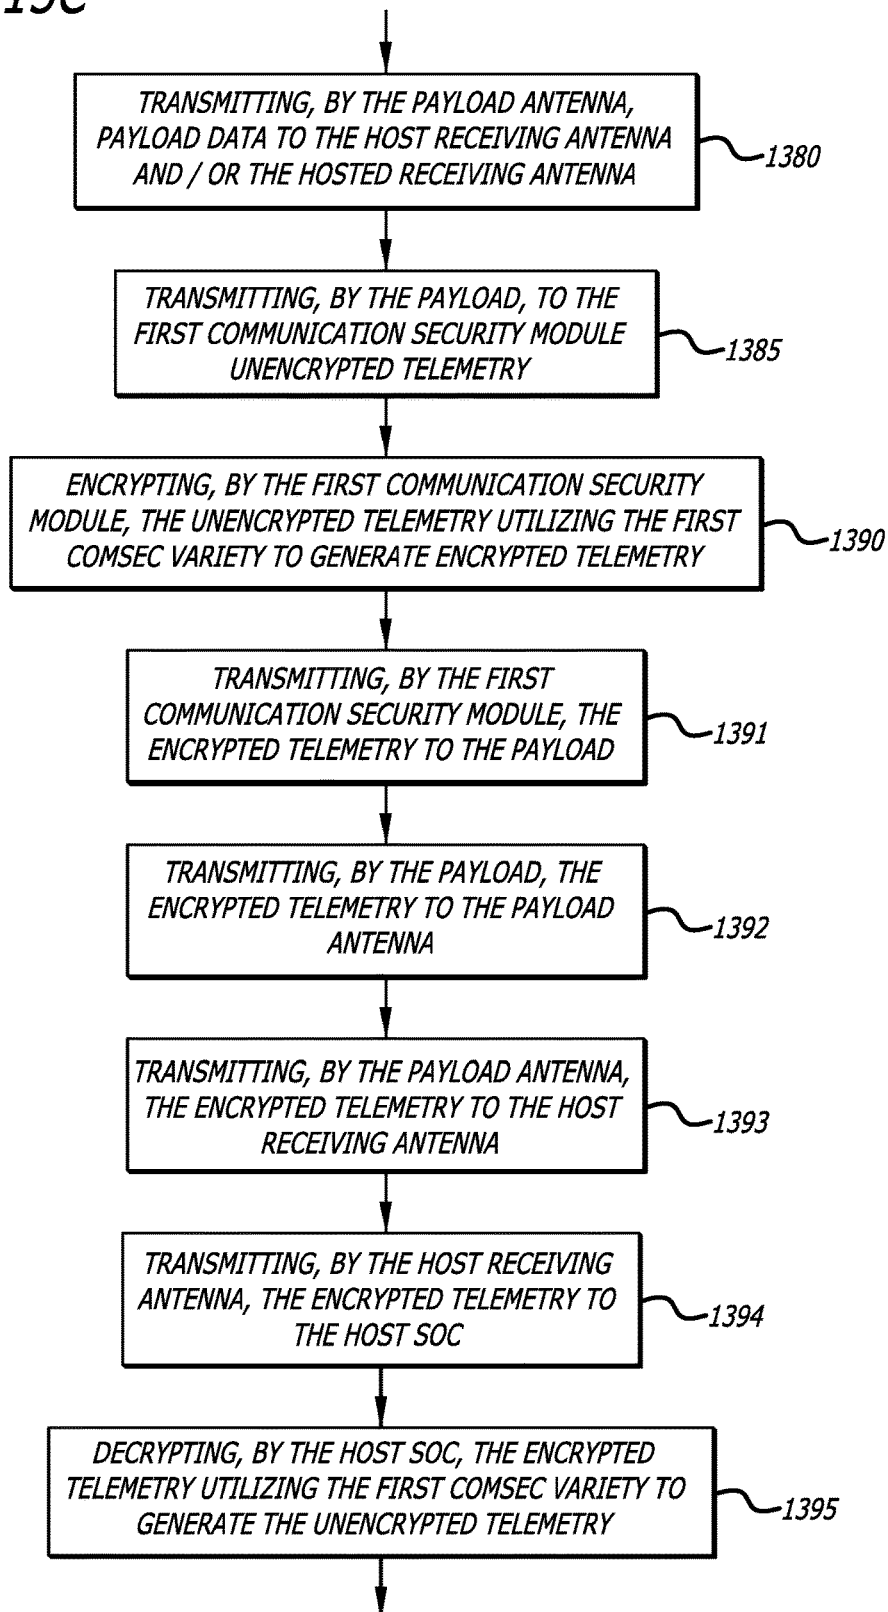 13C
TRANSMITTING, BY THE PAYLOAD ANTENNA,
PAYLOAD DATA TO THE HOST RECEIVING ANTENNA
AND / OR THE HOSTED RECEIVING ANTENNA
1380
TRANSMITTING, BY THE PAYLOAD, TO THE
FIRST COMMUNICATION SECURITY MODULE
UNENCRYPTED TELEMETRY
1385
ENCRYPTING, BY THE FIRST COMMUNICATION SECURITY
MODULE, THE UNENCRYPTED TELEMETRY UTILIZING THE FIRST
COMSEC VARIETY TO GENERATE ENCRYPTED TELEMETRY
1390
TRANSMITTING, BY THE FIRST
COMMUNICATION SECURITY MODULE, THE
ENCRYPTED TELEMETRY TO THE PAYLOAD
1391
TRANSMITTING, BY THE PAYLOAD, THE
ENCRYPTED TELEMETRY TO THE PAYLOAD
ANTENNA
1392
TRANSMITTING, BY THE PAYLOAD ANTENNA,
THE ENCRYPTED TELEMETRY TO THE HOST
RECEIVING ANTENNA
1393
TRANSMITTING, BY THE HOST RECEIVING
ANTENNA, THE ENCRYPTED TELEMETRY TO
THE HOST SOC
1394
DECRYPTING, BY THE HOST SOC, THE ENCRYPTED
TELEMETRY UTILIZING THE FIRST COMSEC VARIETY TO
GENERATE THE UNENCRYPTED TELEMETRY
1395